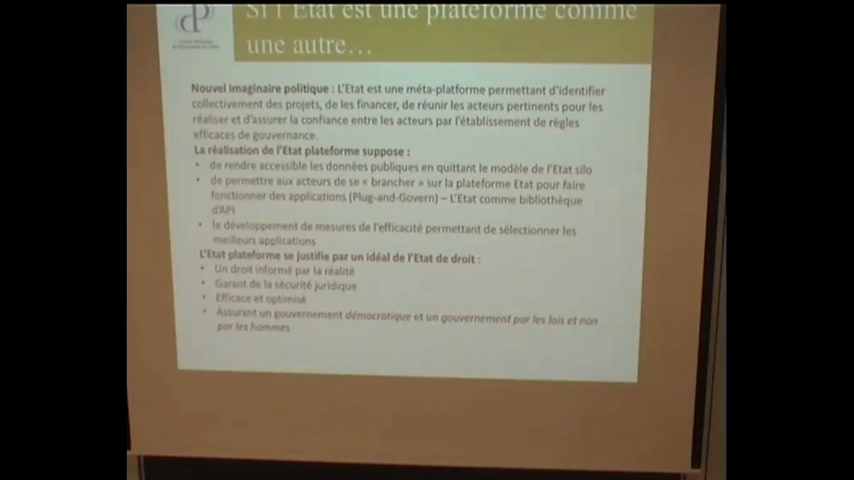 Si l'Etat est une plateforme comme
une autre…
Nouvel imaginaire politique : L'Etat est une méta-platforme permettant d'identifier
collectivement des projets, de les financer, de réunir les acteurs pertinents pour les
réaliser et d'assurer la confiance entre les acteurs par l'établissement de règles
efficaces de gouvernance.
La réalisation de l'Etat plateforme suppose :
• de rendre accessible les données publiques en quittant le modèle de l'Etat silo
• de permettre aux acteurs de se « brancher » sur la plateforme Etat pour faire
fonctionner des applications (Plug-and-Govern) – L'Etat comme bibliothèque
d'API
• le développement de mesures de l'efficacité permettant de sélectionner les
meilleurs applications
L'Etat plateforme se justifie par un idéal de l'Etat de droit :
• Un droit informé par la réalité
• Garant de la sécurité juridique
• Efficace et optimisé
• Assurant un gouvernement démocratique et un gouvernement par les lois et non
par les hommes